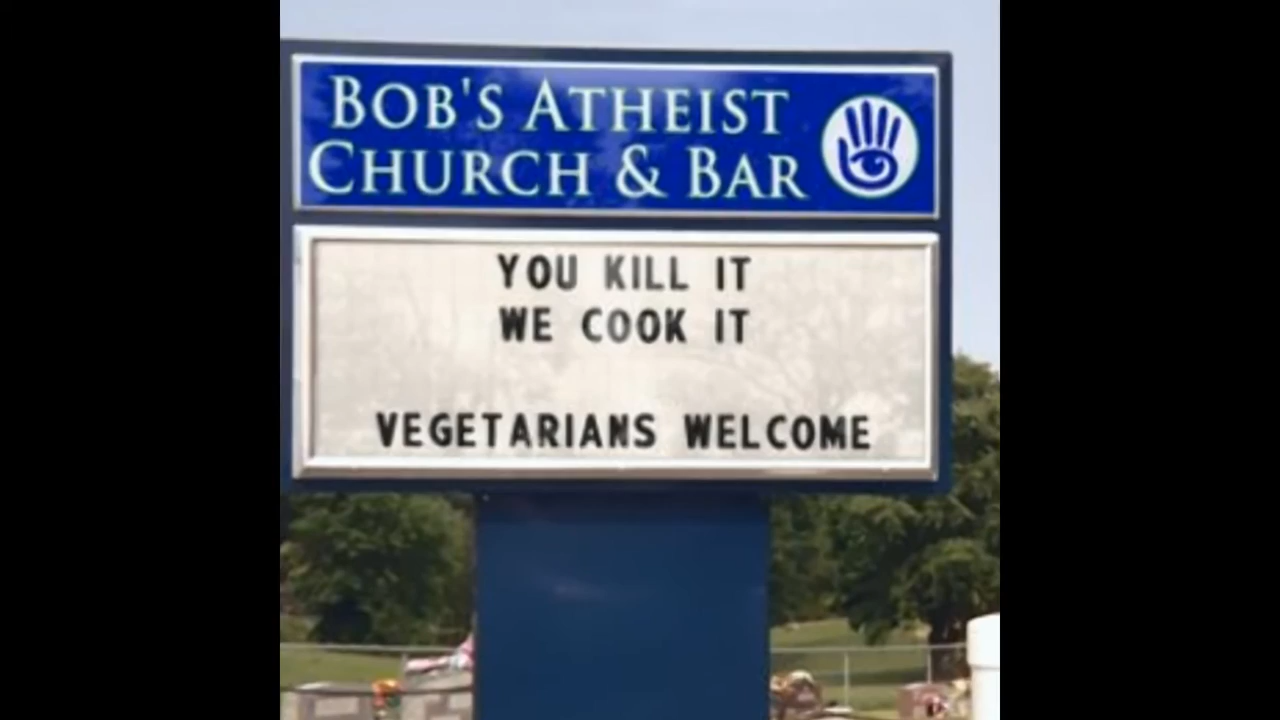 BOB'S ATHEIST
CHURCH & BAR
YOU KILL IT
WE COOK IT
VEGETARIANS WELCOME